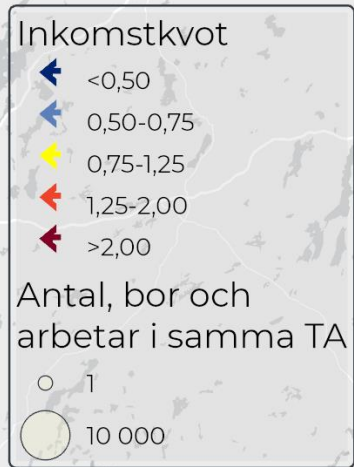 Inkomstkvot
<0,50
0,50-0,75
0,75-1,25
1,25-2,00
>2,00
Antal, bor och
arbetar i samma TA
1
10 000